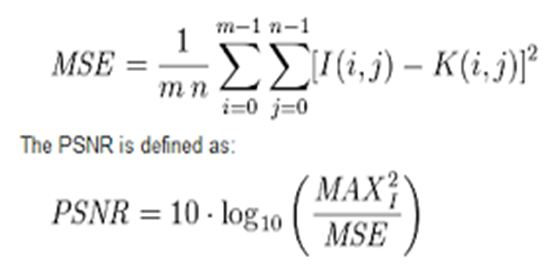 MSE = \frac{1}{m n} \sum_{i=0}^{m-1} \sum_{j=0}^{n-1} [I(i,j) – K(i,j)]^2
The PSNR is defined as:
PSNR = 10 · log_{10} \left( \frac{MAX_I^2}{MSE} \right)